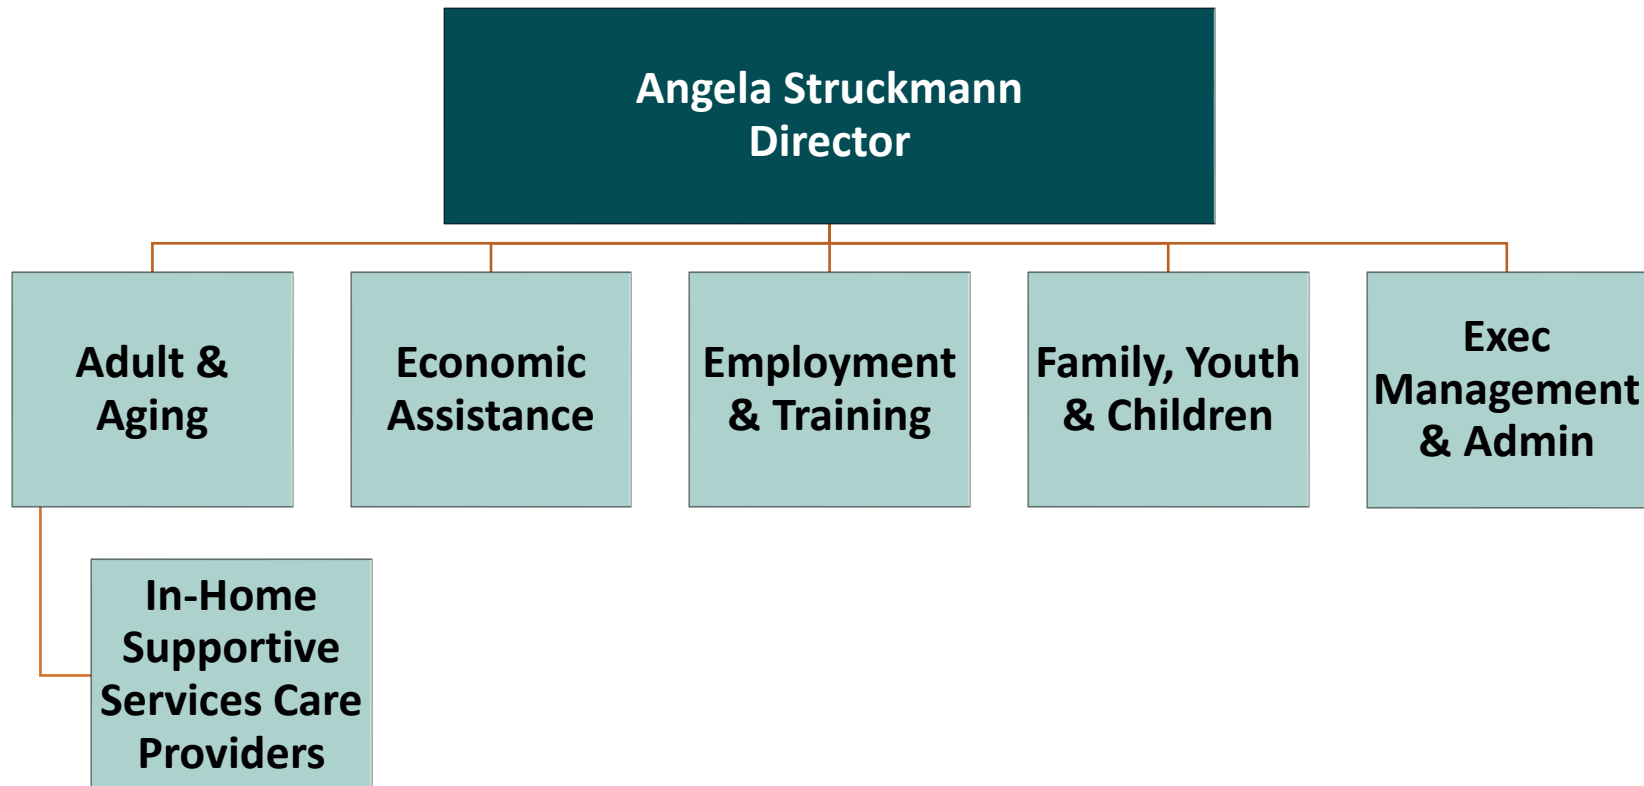 Angela Struckmann
Director
Adult &
Aging
Economic
Assistance
Employment
& Training
Family, Youth
& Children
Exec
Management
& Admin
In-Home
Supportive
Services Care
Providers